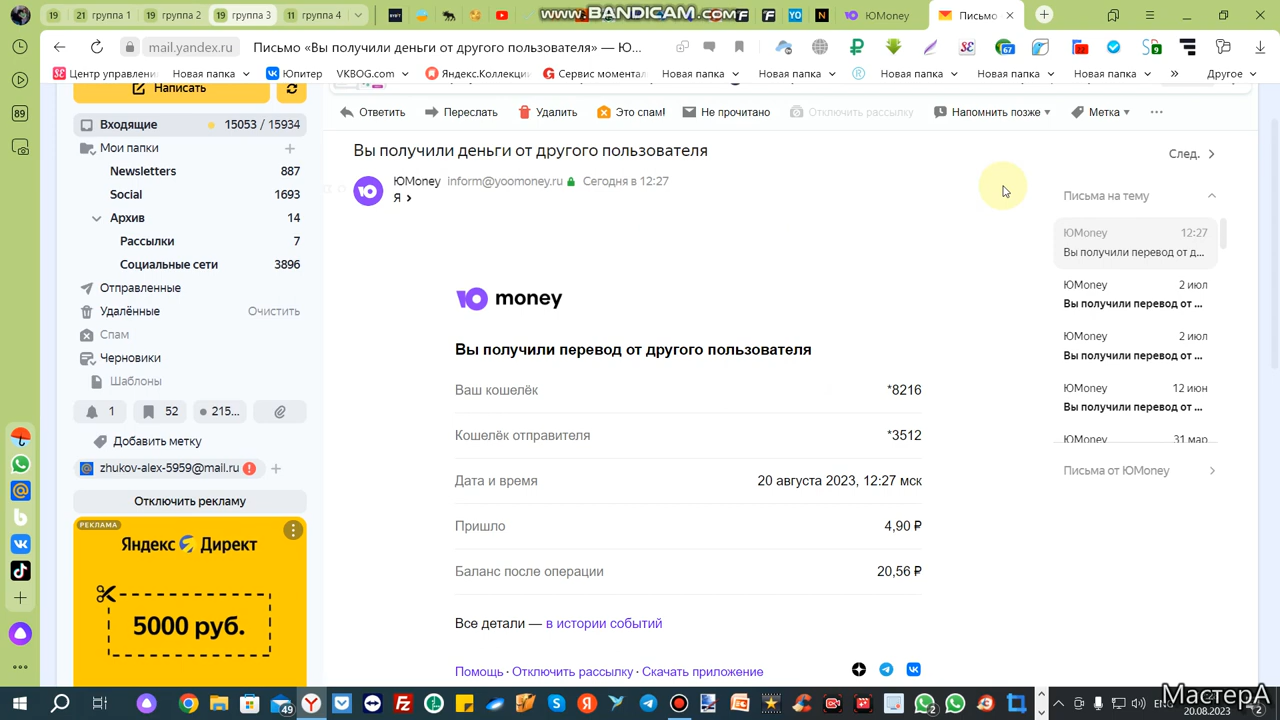 19 группа 1
20 группа 2
19 группа 3
11 группа 4
www.BANDICAM.com
ЮMoney
Письмо
mail.yandex.ru
Письмо «Вы получили деньги от другого пользователя» — Ю...
Центр управлени
Новая папка
Юпитер
VKBOG.com
Яндекс.Коллекци
Сервис моментал
Новая папка
Новая папка
Новая папка
Новая папка
Новая папка
»
Другое
Написать
Ответить
Переслать
Удалить
Это спам!
Не прочитано
Отключить рассылку
Напомнить позже
Метка
Входящие
15053 / 15934
Мои папки
Newsletters 887
Social 1693
Архив 14
Рассылки 7
Социальные сети 3896
Отправленные
Удалённые Очистить
Спам
Черновики
Шаблоны
1
52
215...
Добавить метку
zhukov-alex-5959@mail.ru
Отключить рекламу
РЕКЛАМА
Яндекс Директ
5000 руб.
Вы получили деньги от другого пользователя
След.
ЮMoney inform@yoomoney.ru Сегодня в 12:27
Я
Ю money
Вы получили перевод от другого пользователя
Ваш кошелёк *8216
Кошелёк отправителя *3512
Дата и время 20 августа 2023, 12:27 мск
Пришло 4,90 ₽
Баланс после операции 20,56 ₽
Все детали — в истории событий
Помощь · Отключить рассылку · Скачать приложение
Письма на тему
ЮMoney 12:27
Вы получили перевод от д...
ЮMoney 2 июл
Вы получили перевод от ...
ЮMoney 2 июл
Вы получили перевод от ...
ЮMoney 12 июн
Вы получили перевод от ...
ЮMoney 31 мар
Письма от ЮMoney
89
67
22
9
49
2
ENG
20.08.2023
2
МастерА